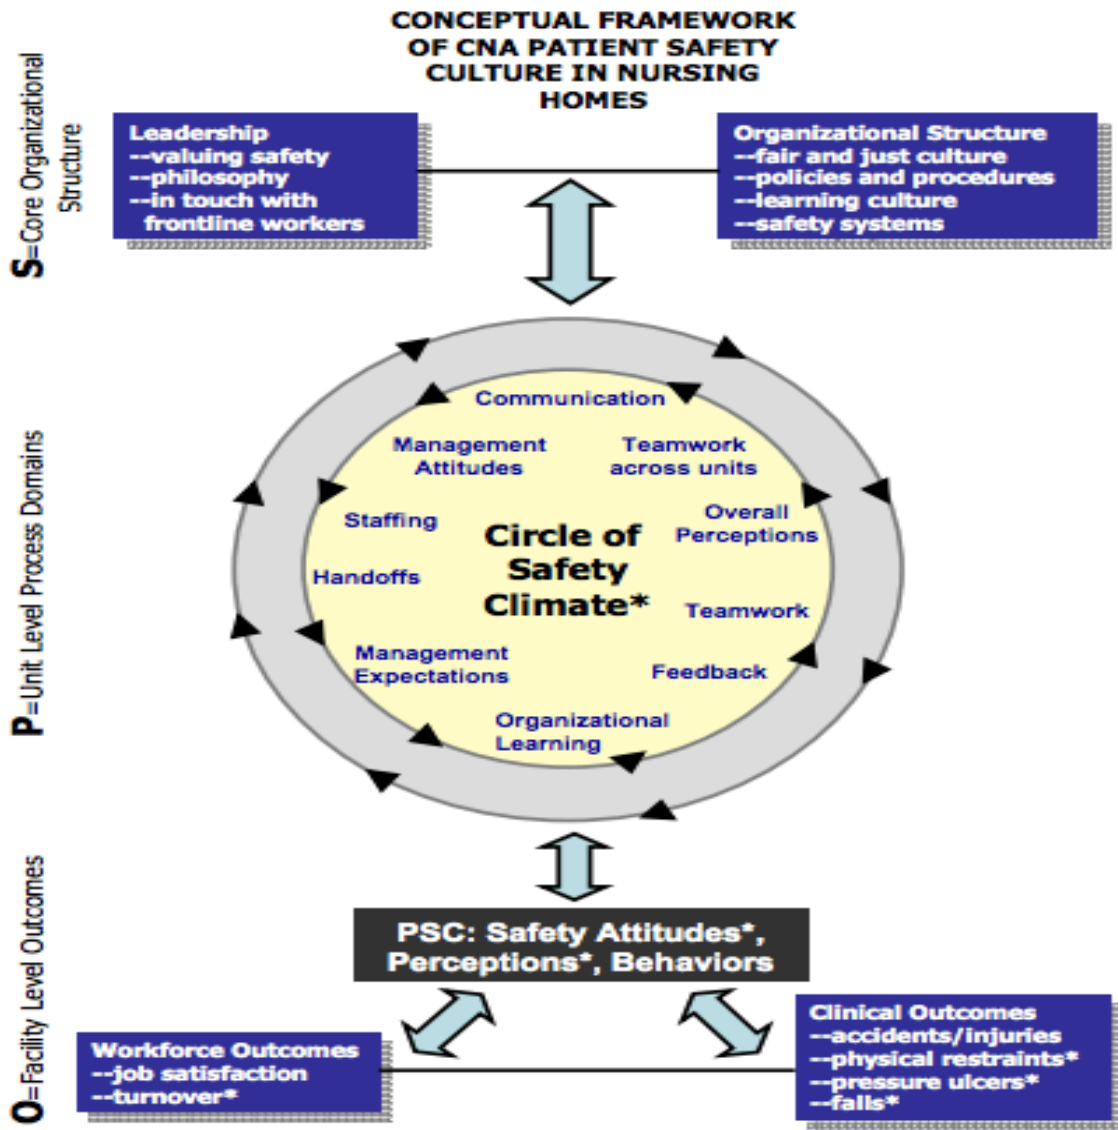 CONCEPTUAL FRAMEWORK
OF CNA PATIENT SAFETY
CULTURE IN NURSING
HOMES
S=Core Organizational
Structure
Leadership
--valuing safety
--philosophy
--in touch with
frontline workers
Organizational Structure
--fair and just culture
--policies and procedures
--learning culture
--safety systems
P=Unit Level Process Domains
Communication
Management
Attitudes
Teamwork
across units
Staffing
Overall
Perceptions
Circle of
Safety
Climate*
Handoffs
Teamwork
Management
Expectations
Feedback
Organizational
Learning
O=Facility Level Outcomes
PSC: Safety Attitudes*,
Perceptions*, Behaviors
Workforce Outcomes
--job satisfaction
--turnover*
Clinical Outcomes
--accidents/injuries
--physical restraints*
--pressure ulcers*
--falls*